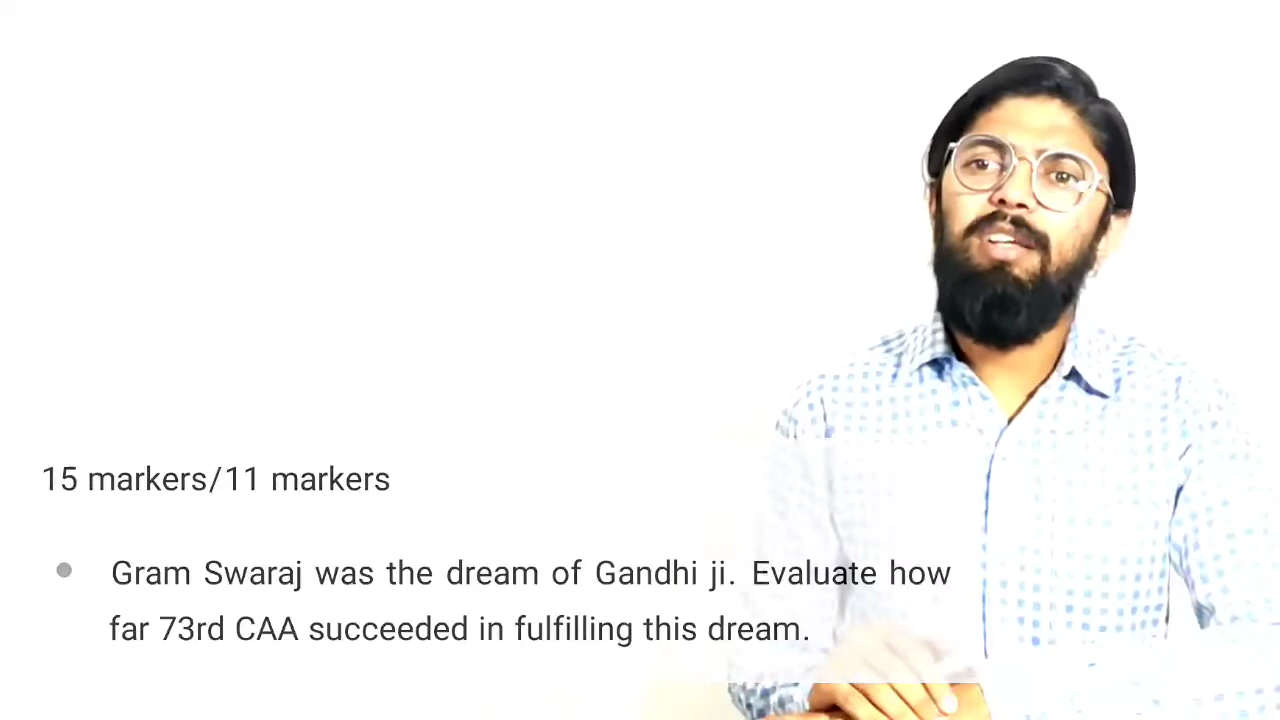 15 markers/11 markers
Gram Swaraj was the dream of Gandhi ji. Evaluate how
far 73rd CAA succeeded in fulfilling this dream.